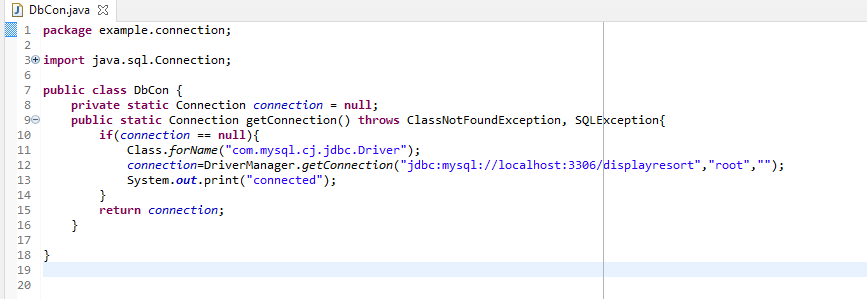 DbCon.java
1 package example.connection;
2
3 import java.sql.Connection;
6
7 public class DbCon {
8 private static Connection connection = null;
9 public static Connection getConnection() throws ClassNotFoundException, SQLException{
10 if(connection == null){
11 Class.forName("com.mysql.cj.jdbc.Driver");
12 connection=DriverManager.getConnection("jdbc:mysql://localhost:3306/displayresort","root","");
13 System.out.print("connected");
14 }
15 return connection;
16 }
17
18 }
19
20